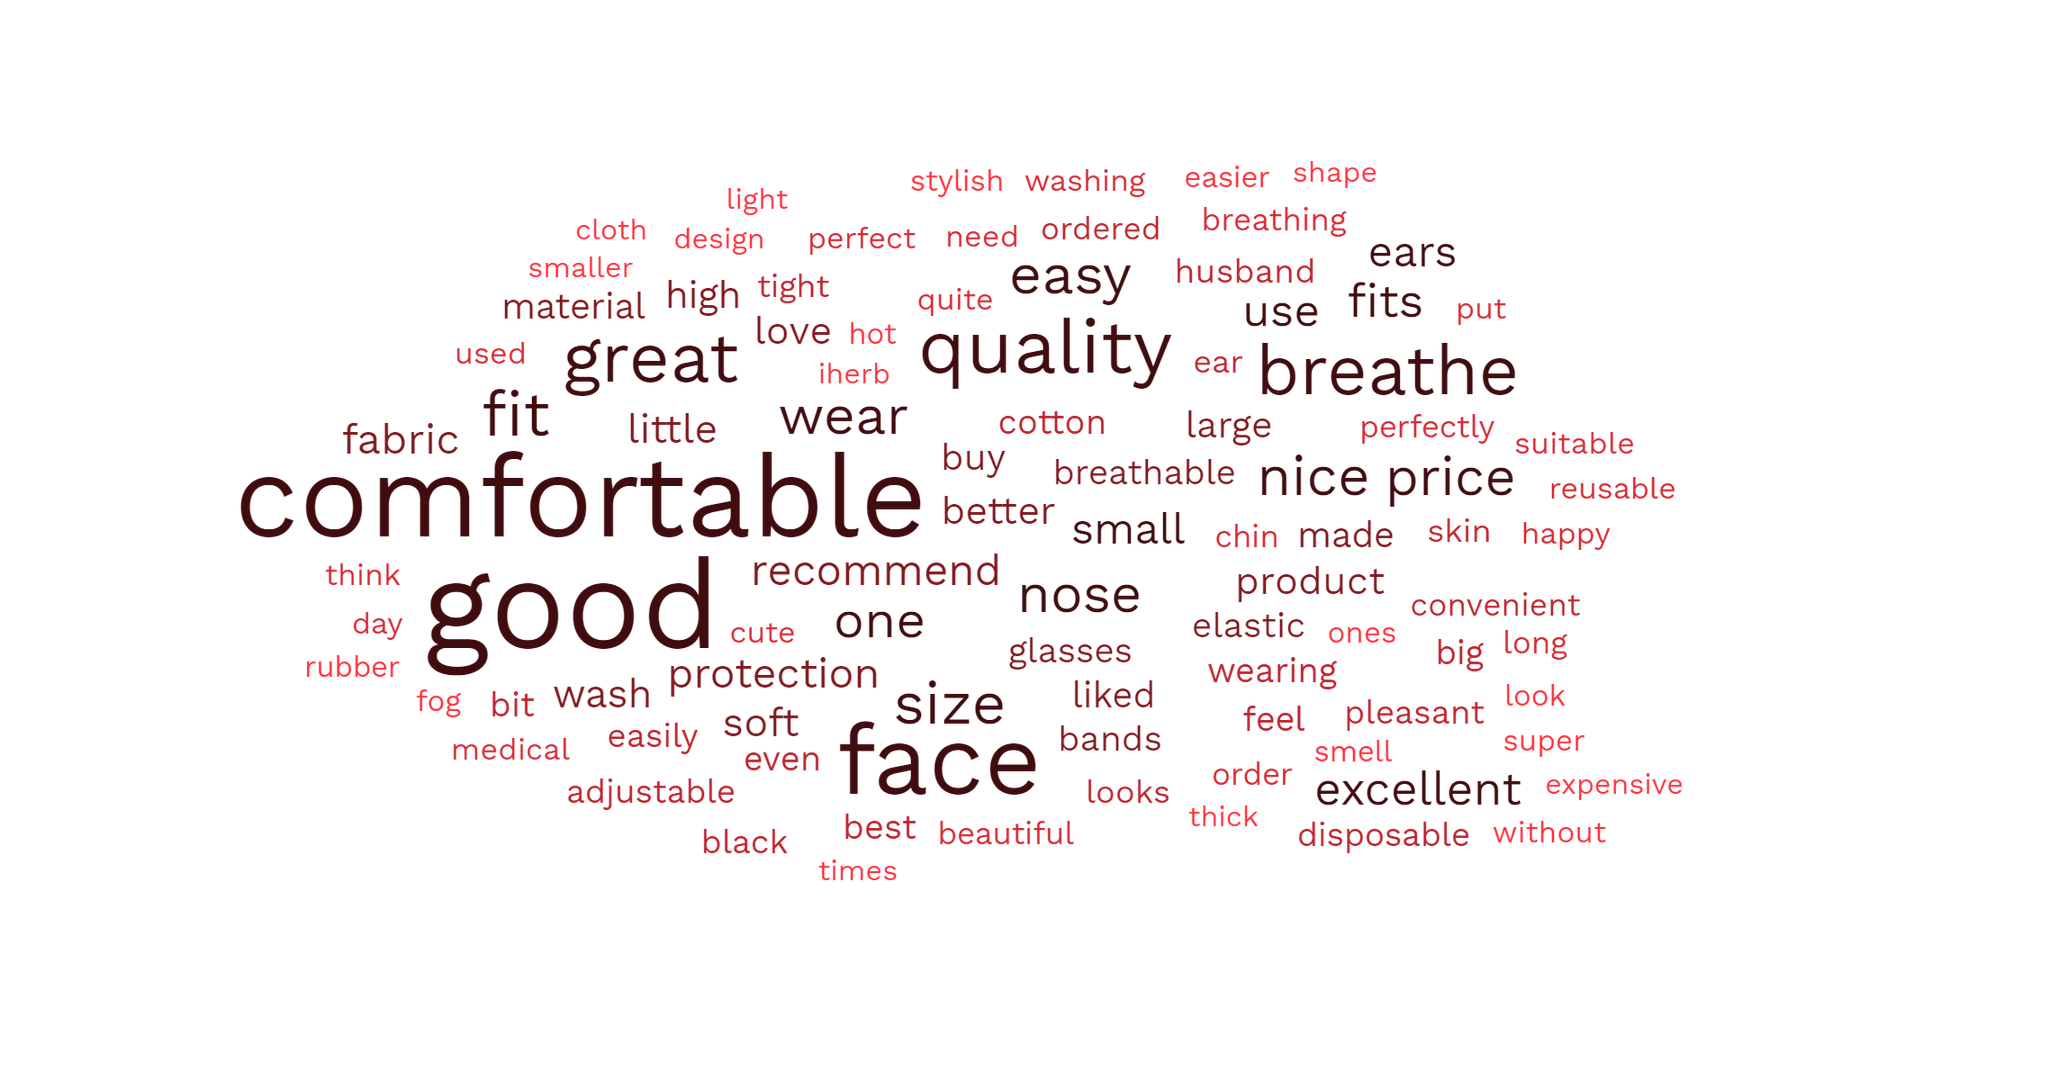 shape
easier
stylish washing
light
breathing
cloth design perfect need ordered
ears
smaller
easy husband
high tight
material quite use fits put
love hot
used great quality ear breathe
iherb
fit wear
fabric little cotton large perfectly suitable
comfortable buy breathable nice price reusable
better small chin made skin happy
think recommend product
good nose convenient
day cute one elastic ones big long
rubber protection glasses wearing
fog bit wash size liked look
soft feel pleasant
medical easily even face bands smell super
adjustable looks order excellent expensive
black best beautiful thick disposable without
times